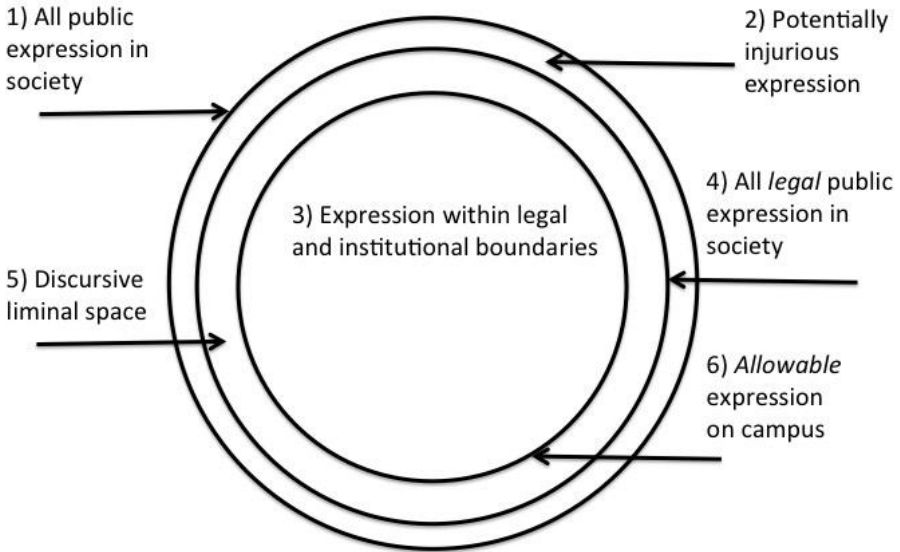 1) All public
expression in
society
2) Potentially
injurious
expression
3) Expression within legal
and institutional boundaries
4) All legal public
expression in
society
5) Discursive
liminal space
6) Allowable
expression
on campus